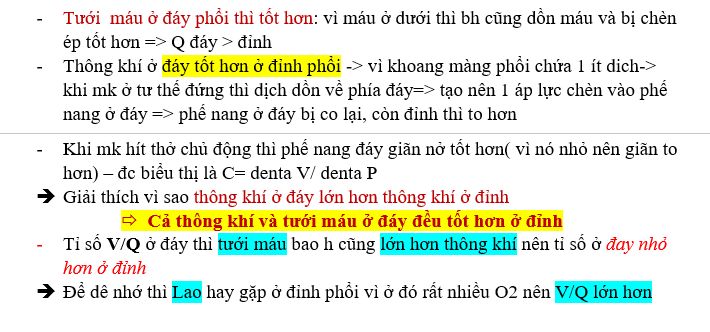 - Tưới máu ở đáy phổi thì tốt hơn: vì máu ở dưới thì bh cũng dồn máu và bị chèn
ép tốt hơn => Q đáy > đỉnh
- Thông khí ở đáy tốt hơn ở đỉnh phổi -> vì khoang màng phổi chứa 1 ít dich->
khi mk ở tư thế đứng thì dịch dồn về phía đáy=> tạo nên 1 áp lực chèn vào phế
nang ở đáy => phế nang ở đáy bị co lại, còn đỉnh thì to hơn
- Khi mk hít thở chủ động thì phế nang đáy giãn nở tốt hơn( vì nó nhỏ nên giãn to
hơn) – đc biểu thị là C= denta V/ denta P
➔ Giải thích vì sao thông khí ở đáy lớn hơn thông khí ở đỉnh
⇨ Cả thông khí và tưới máu ở đáy đều tốt hơn ở đỉnh
- Tỉ số V/Q ở đáy thì tưới máu bao h cũng lớn hơn thông khí nên tỉ số ở đay nhỏ
hơn ở đỉnh
➔ Để dê nhớ thì Lao hay gặp ở đỉnh phổi vì ở đó rất nhiều O2 nên V/Q lớn hơn